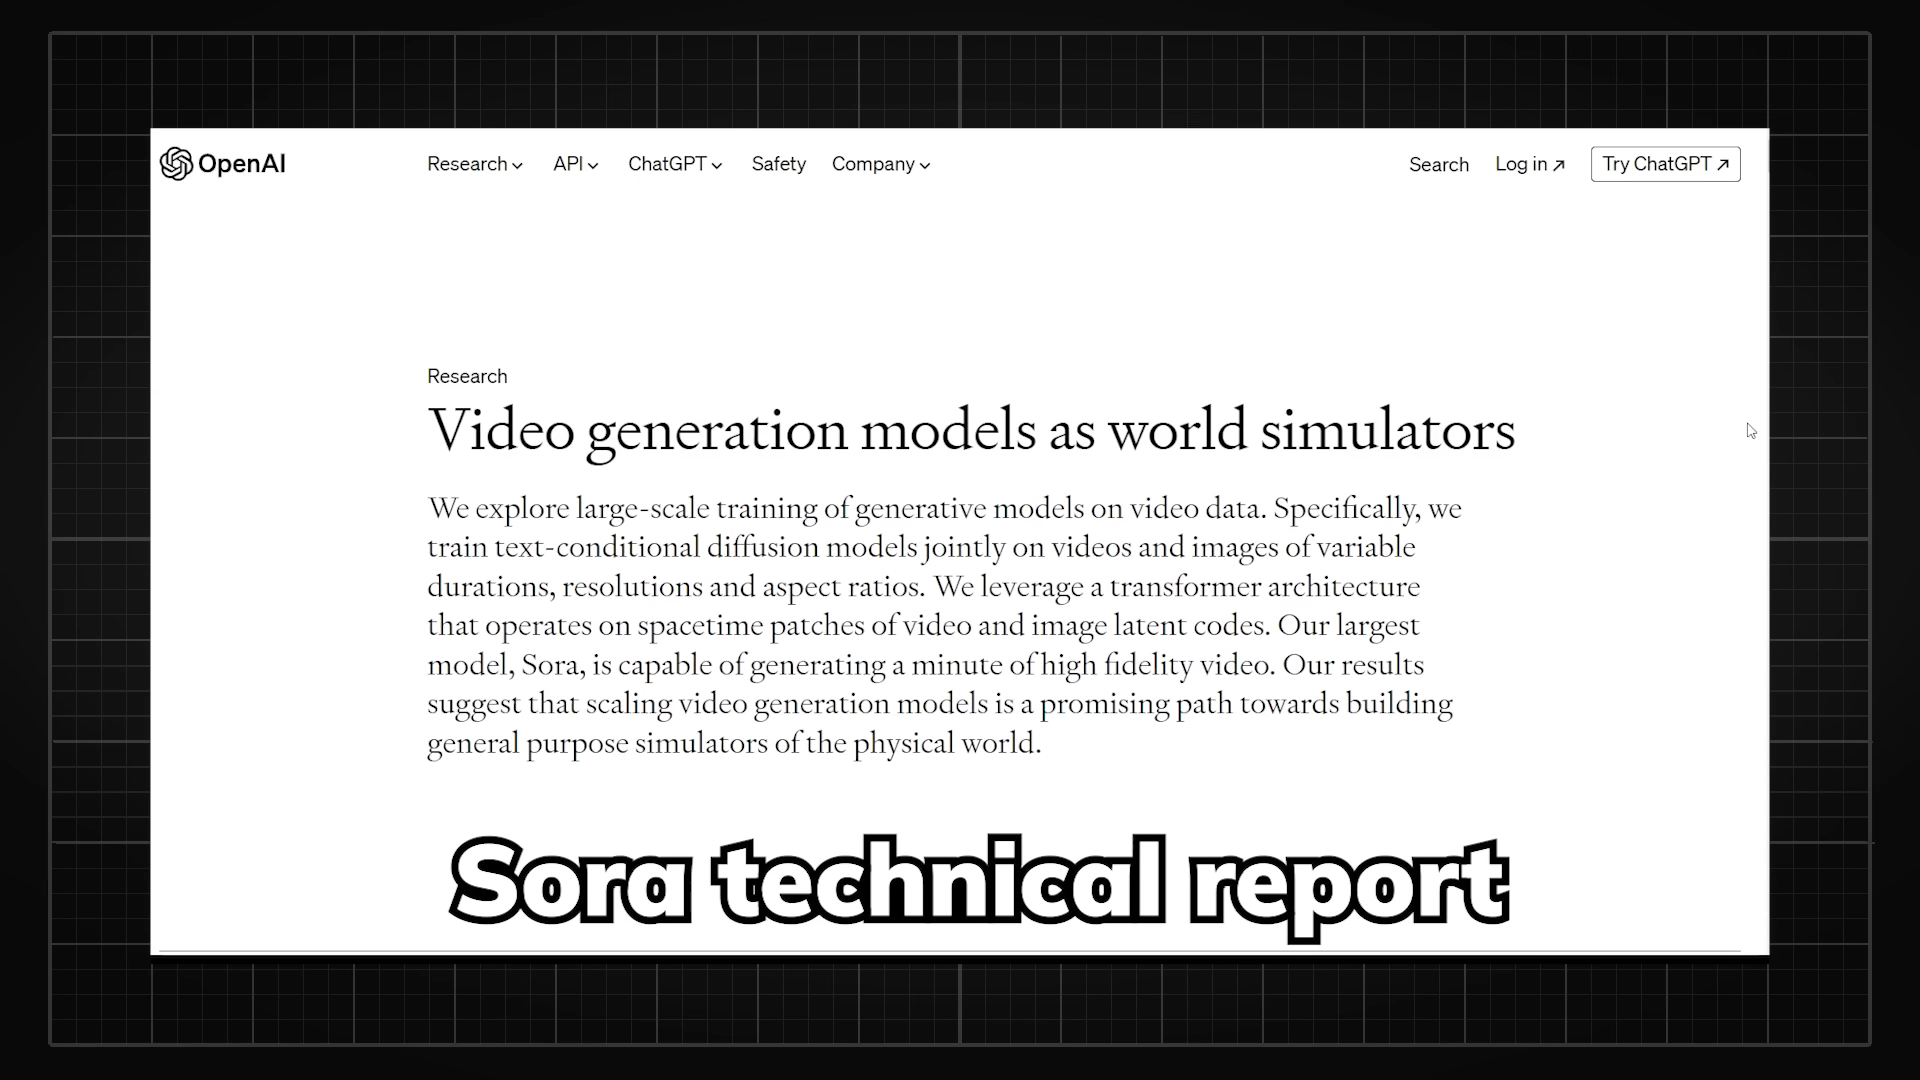 OpenAI Research API ChatGPT Safety Company Search Log in ↗ Try ChatGPT ↗
Research
Video generation models as world simulators
We explore large-scale training of generative models on video data. Specifically, we
train text-conditional diffusion models jointly on videos and images of variable
durations, resolutions and aspect ratios. We leverage a transformer architecture
that operates on spacetime patches of video and image latent codes. Our largest
model, Sora, is capable of generating a minute of high fidelity video. Our results
suggest that scaling video generation models is a promising path towards building
general purpose simulators of the physical world.
Sora technical report